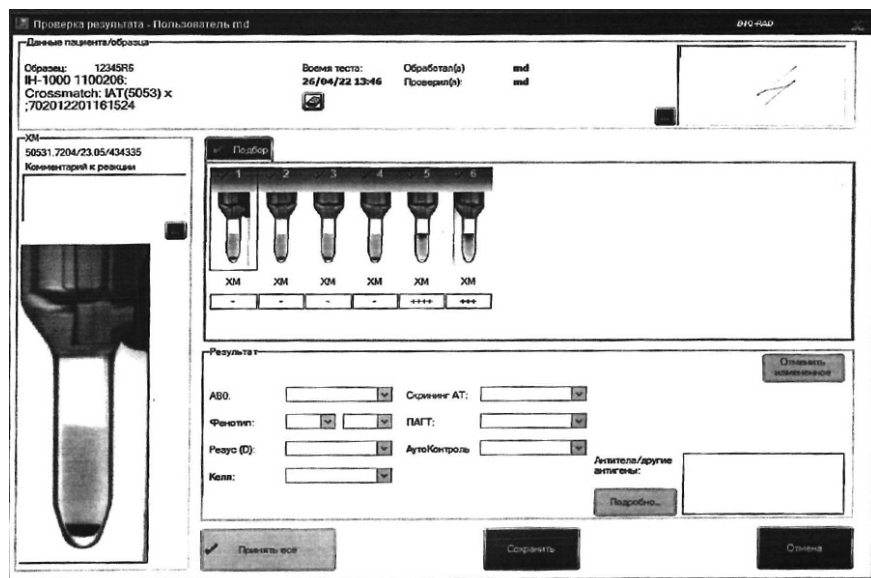 Проверка результата - Пользователь md
BIO-RAD
Данные пациента/образца
Образец: 12345R6
IH-1000 1100206:
Crossmatch: IAT(5053) x
;702012201161524
Время теста:
26/04/22 13:46
Обработал(а) md
Проверил(а): md
...
XM
50531.7204/23.05/434335
Комментарий к реакции
...
Подбор
1 2 3 4 5 6
XM XM XM XM XM XM
- - - - ++++ +++
Результат
Отменить измененное
AB0:
Скрининг АТ:
Фенотип:
ПАГТ:
Резус (D):
АутоКонтроль
Келл:
Антитела/другие
антигены:
Подробно...
Принять все
Сохранить
Отмена